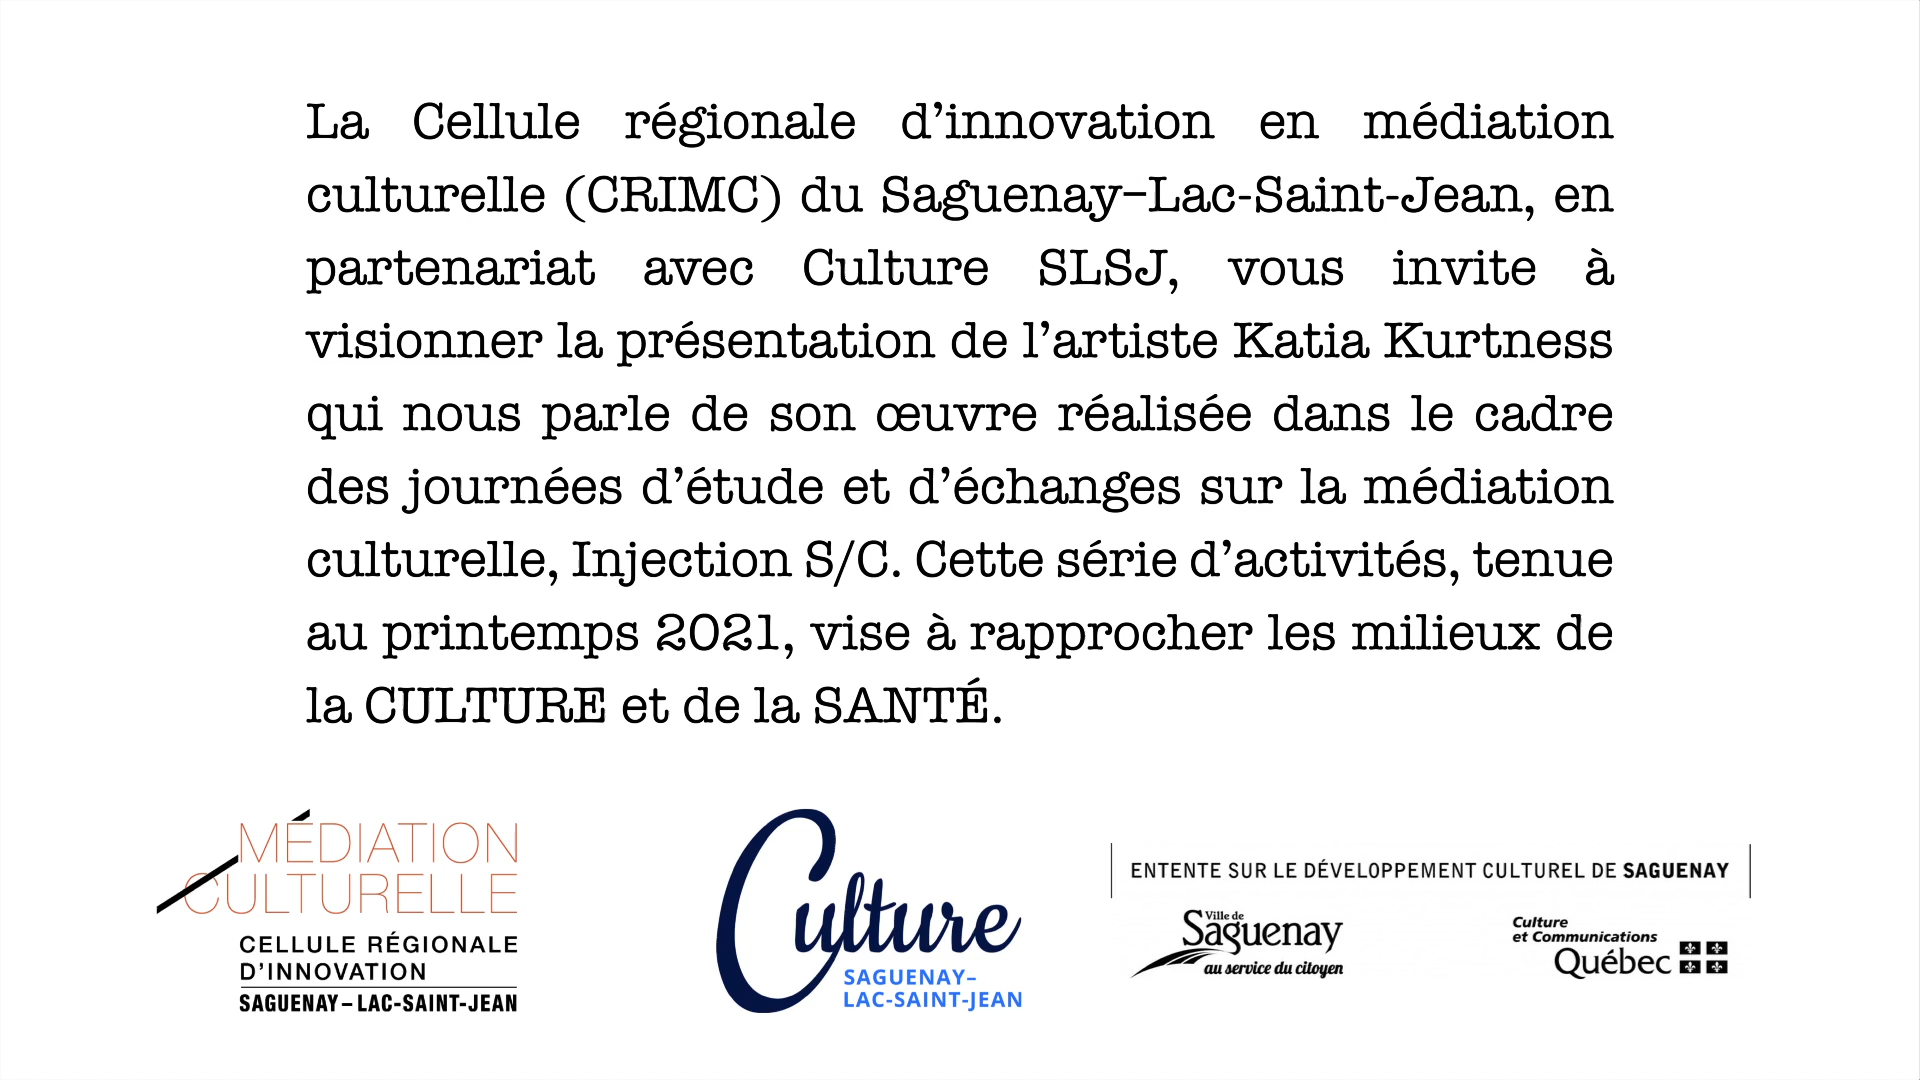 La Cellule régionale d’innovation en médiation
culturelle (CRIMC) du Saguenay–Lac-Saint-Jean, en
partenariat avec Culture SLSJ, vous invite à
visionner la présentation de l’artiste Katia Kurtness
qui nous parle de son œuvre réalisée dans le cadre
des journées d’étude et d’échanges sur la médiation
culturelle, Injection S/C. Cette série d’activités, tenue
au printemps 2021, vise à rapprocher les milieux de
la CULTURE et de la SANTÉ.
MÉDIATION
CULTURELLE
CELLULE RÉGIONALE
D’INNOVATION
SAGUENAY–LAC-SAINT-JEAN
Culture
SAGUENAY–
LAC-SAINT-JEAN
ENTENTE SUR LE DÉVELOPPEMENT CULTUREL DE SAGUENAY
Ville de
Saguenay
au service du citoyen
Culture
et Communications
Québec